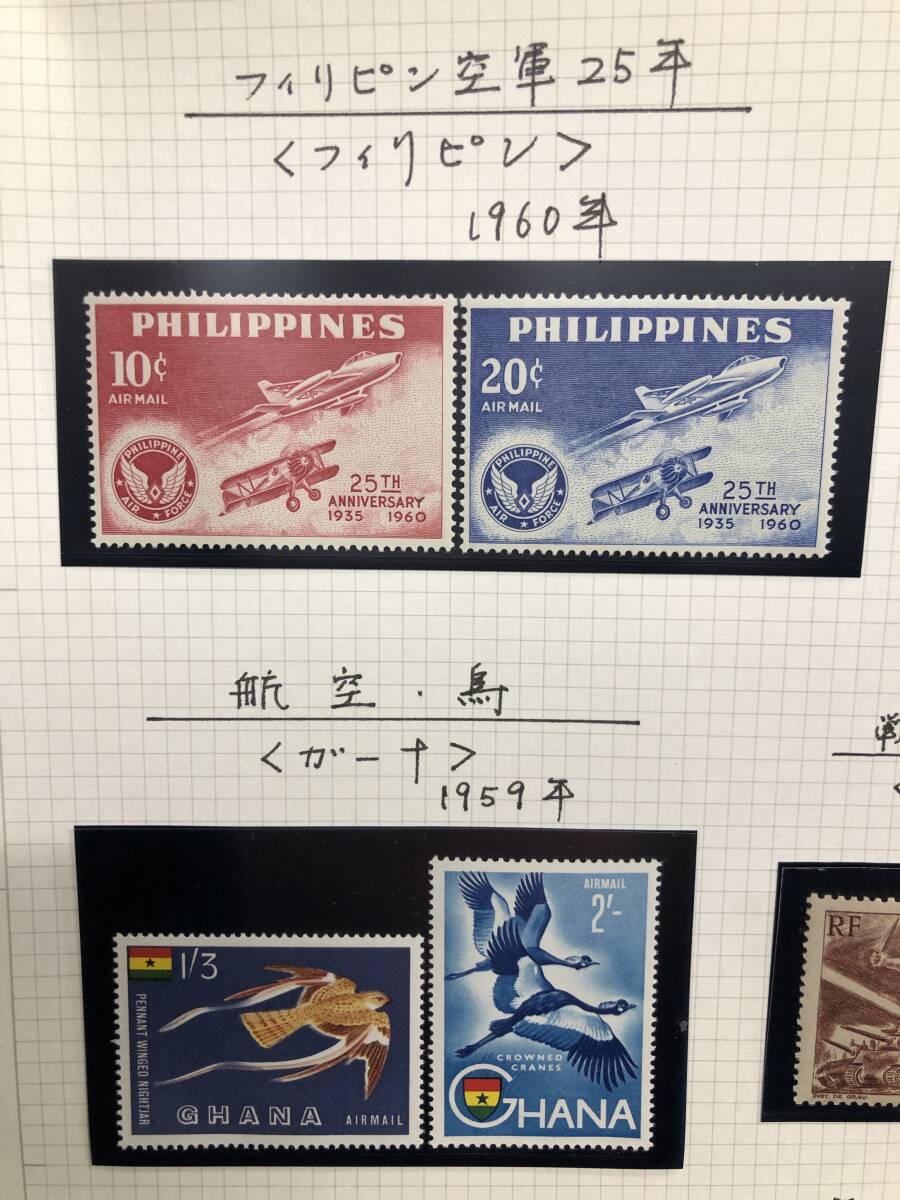 フィリピン空軍25年
<フィリピン>
1960年
PHILIPPINES
10¢
AIR MAIL
PHILIPPINE
AIR FORCE
25TH
ANNIVERSARY
1935 1960
PHILIPPINES
20¢
AIR MAIL
PHILIPPINE
AIR FORCE
25TH
ANNIVERSARY
1935 1960
航空・鳥
<ガーナ>
1959年
1/3
PENNANT WINGED NIGHTJAR
GHANA
AIRMAIL
AIRMAIL
2/-
CROWNED
CRANES
GHANA
RF
INST. DE GRAV.